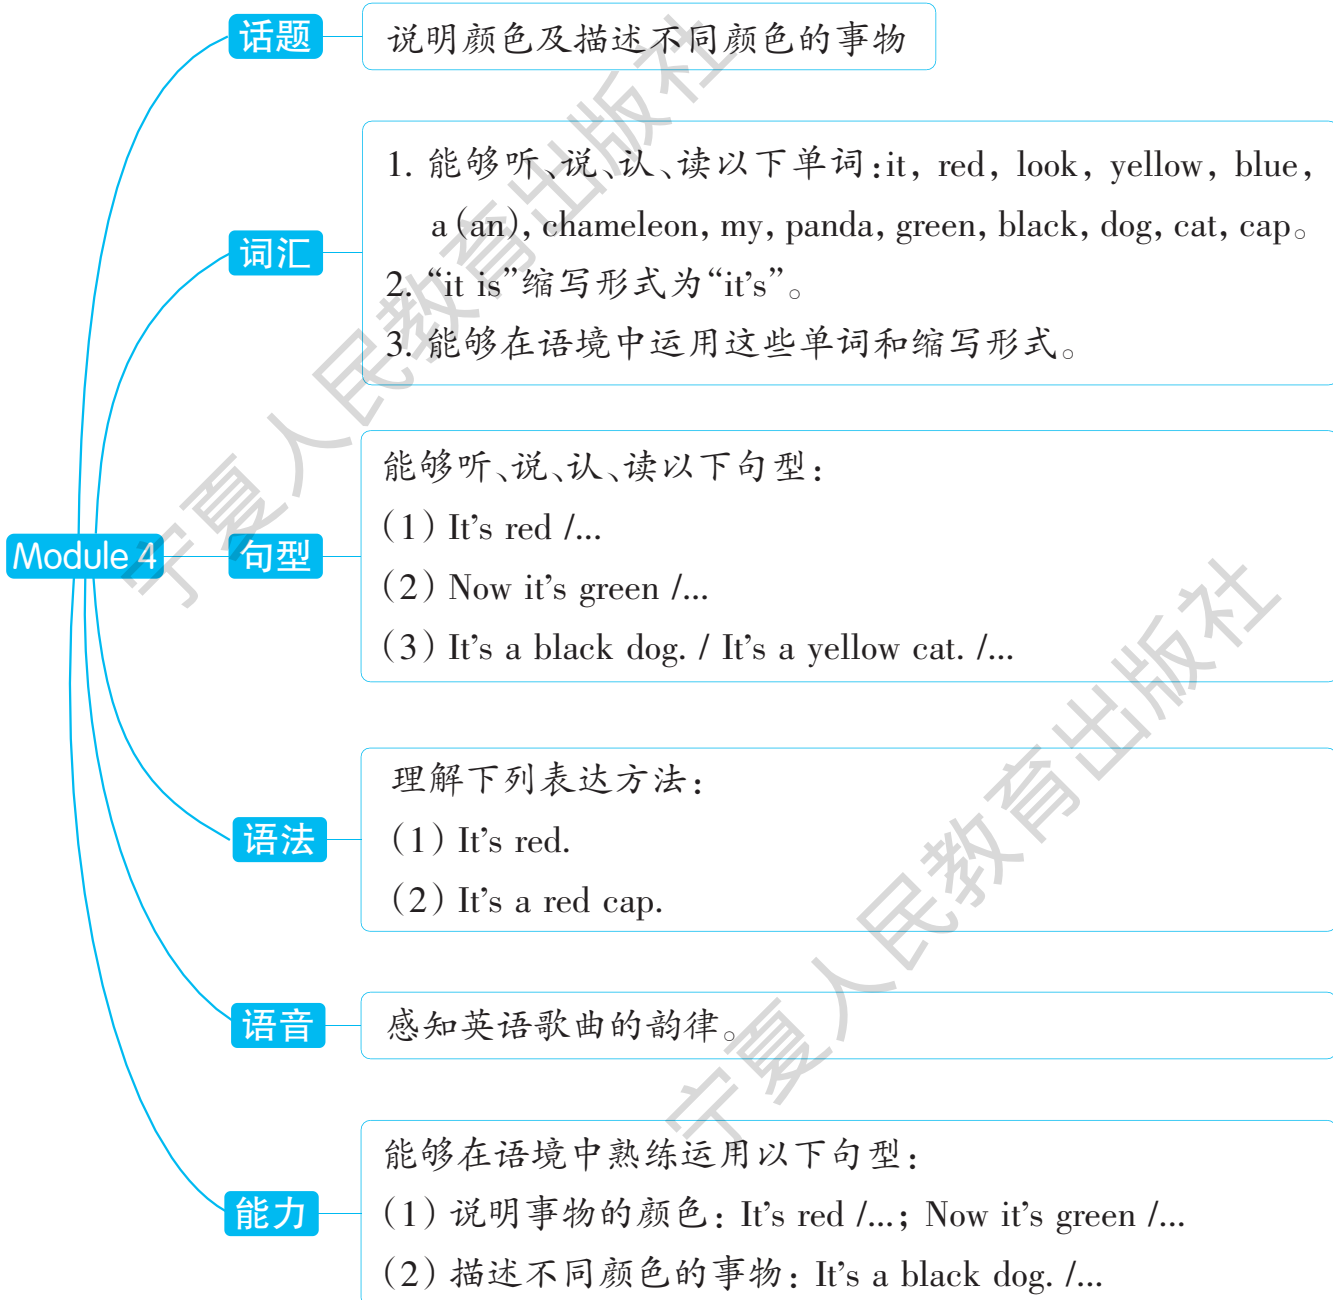 话题
说明颜色及描述不同颜色的事物
词汇
1. 能够听、说、认、读以下单词:it, red, look, yellow, blue,
a (an), chameleon, my, panda, green, black, dog, cat, cap。
2. “it is”缩写形式为“it’s”。
3. 能够在语境中运用这些单词和缩写形式。
Module 4
句型
能够听、说、认、读以下句型:
(1) It’s red /...
(2) Now it’s green /...
(3) It’s a black dog. / It’s a yellow cat. /...
语法
理解下列表达方法:
(1) It’s red.
(2) It’s a red cap.
语音
感知英语歌曲的韵律。
能力
能够在语境中熟练运用以下句型:
(1) 说明事物的颜色: It’s red /...; Now it’s green /...
(2) 描述不同颜色的事物: It’s a black dog. /...
宁夏人民教育出版社
宁夏人民教育出版社